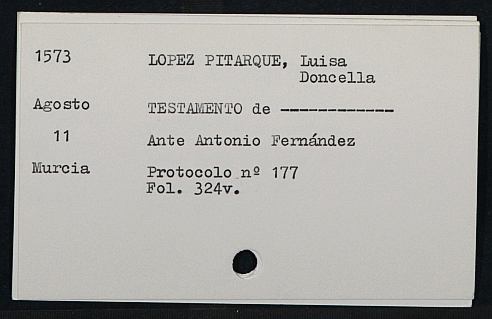 1573 LOPEZ PITARQUE, Luisa
Doncella
Agosto TESTAMENTO de ------------
11 Ante Antonio Fernández
Murcia Protocolo nº 177
Fol. 324v.